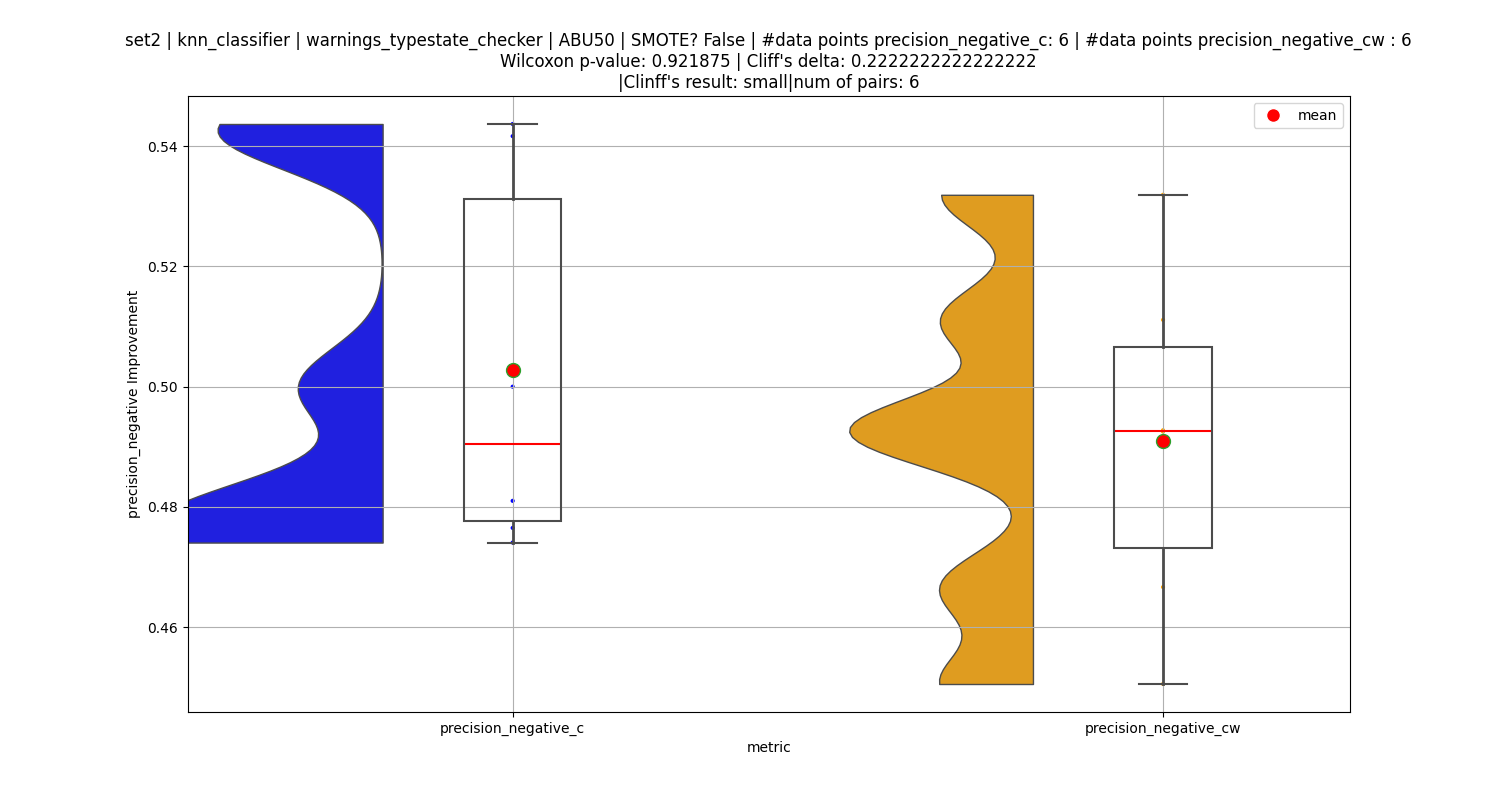 set2 | knn_classifier | warnings_typestate_checker | ABU50 | SMOTE? False | #data points precision_negative_c: 6 | #data points precision_negative_cw : 6
Wilcoxon p-value: 0.921875 | Cliff's delta: 0.2222222222222222
|Clinff's result: small|num of pairs: 6
mean
0.54
0.52
0.50
0.48
0.46
precision_negative Improvement
precision_negative_c
precision_negative_cw
metric